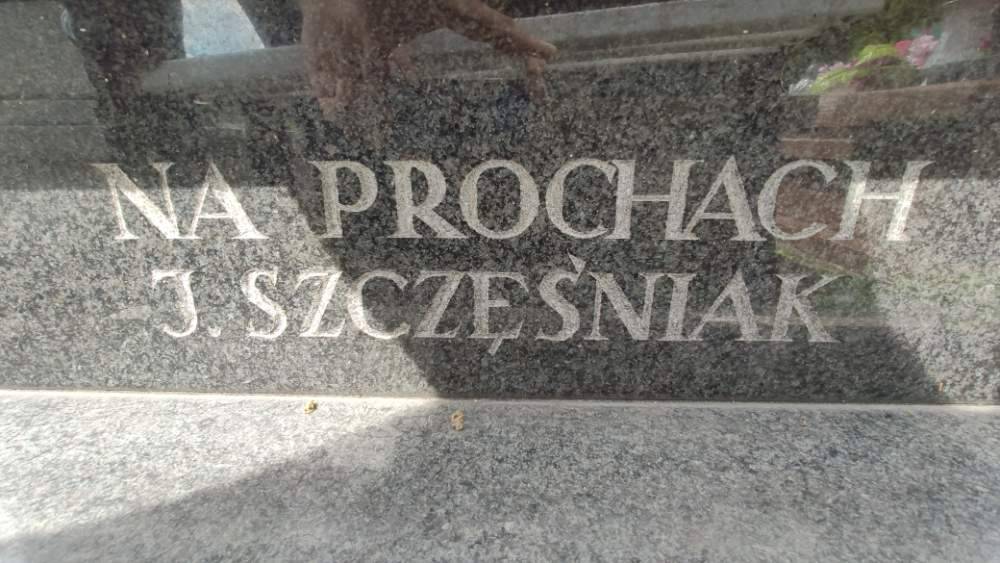 NA PROCHACH
J. SZCZĘŚNIAK